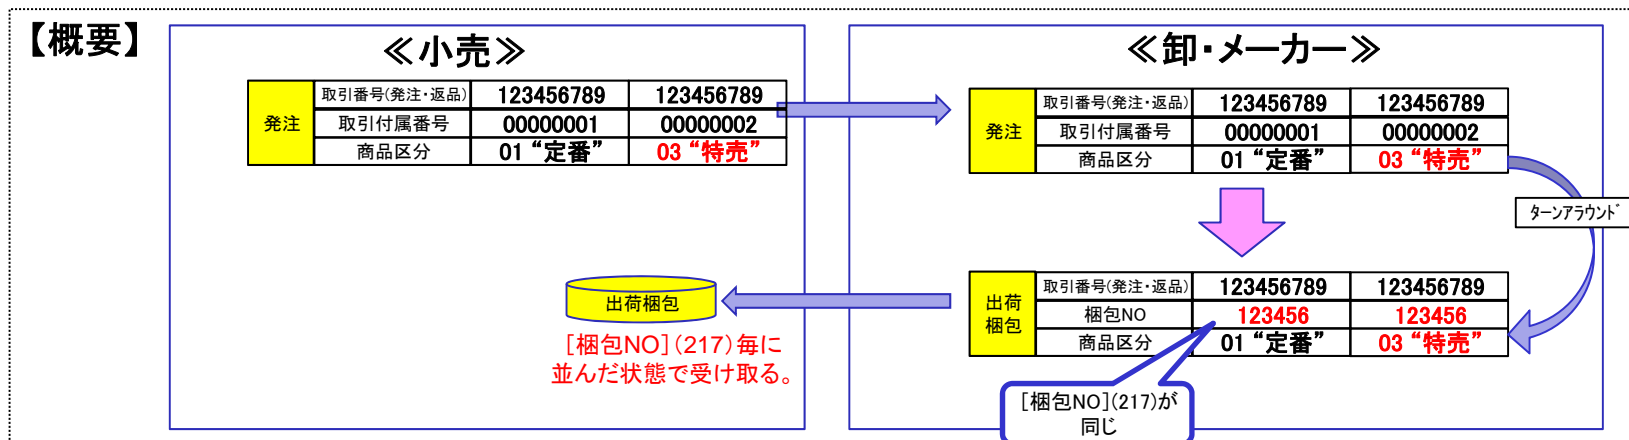 【概要】
≪小売≫
発注
取引番号(発注・返品) 123456789 123456789
取引付属番号 00000001 00000002
商品区分 01 “定番” 03 “特売”
出荷梱包
[梱包NO](217)毎に
並んだ状態で受け取る。
≪卸・メーカー≫
発注
取引番号(発注・返品) 123456789 123456789
取引付属番号 00000001 00000002
商品区分 01 “定番” 03 “特売”
ﾀｰﾝｱﾗｳﾝﾄﾞ
出荷
梱包
取引番号(発注・返品) 123456789 123456789
梱包NO 123456 123456
商品区分 01 “定番” 03 “特売”
[梱包NO](217)が
同じ